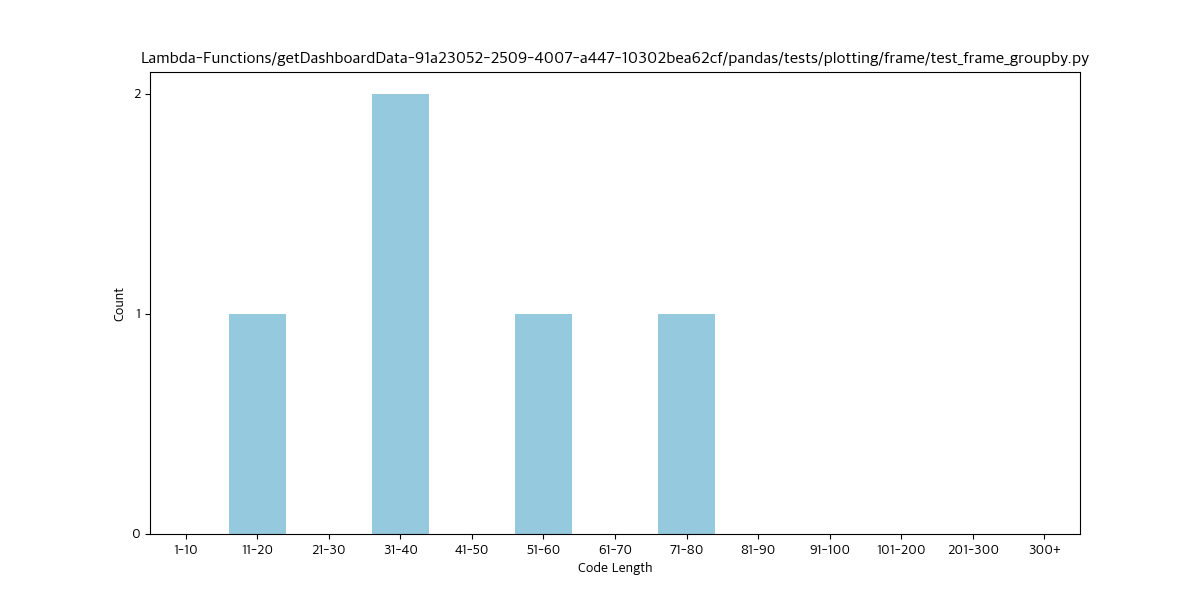 Lambda-Functions/getDashboardData-91a23052-2509-4007-a447-10302bea62cf/pandas/tests/plotting/frame/test_frame_groupby.py
2
1
0
Count
1-10 11-20 21-30 31-40 41-50 51-60 61-70 71-80 81-90 91-100 101-200 201-300 300+
Code Length